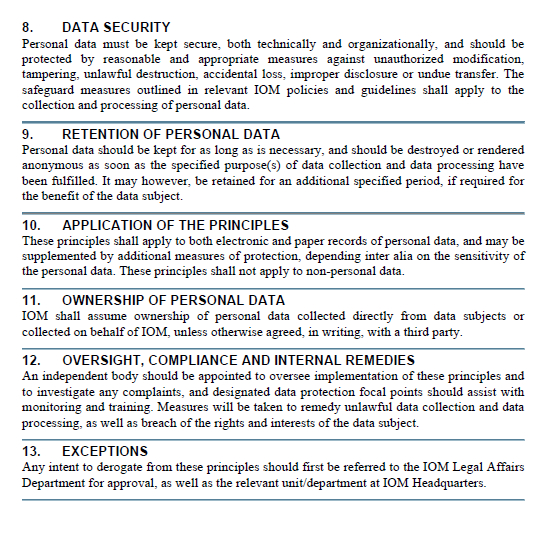 8. DATA SECURITY
Personal data must be kept secure, both technically and organizationally, and should be
protected by reasonable and appropriate measures against unauthorized modification,
tampering, unlawful destruction, accidental loss, improper disclosure or undue transfer. The
safeguard measures outlined in relevant IOM policies and guidelines shall apply to the
collection and processing of personal data.
9. RETENTION OF PERSONAL DATA
Personal data should be kept for as long as is necessary, and should be destroyed or rendered
anonymous as soon as the specified purpose(s) of data collection and data processing have
been fulfilled. It may however, be retained for an additional specified period, if required for
the benefit of the data subject.
10. APPLICATION OF THE PRINCIPLES
These principles shall apply to both electronic and paper records of personal data, and may be
supplemented by additional measures of protection, depending inter alia on the sensitivity of
the personal data. These principles shall not apply to non-personal data.
11. OWNERSHIP OF PERSONAL DATA
IOM shall assume ownership of personal data collected directly from data subjects or
collected on behalf of IOM, unless otherwise agreed, in writing, with a third party.
12. OVERSIGHT, COMPLIANCE AND INTERNAL REMEDIES
An independent body should be appointed to oversee implementation of these principles and
to investigate any complaints, and designated data protection focal points should assist with
monitoring and training. Measures will be taken to remedy unlawful data collection and data
processing, as well as breach of the rights and interests of the data subject.
13. EXCEPTIONS
Any intent to derogate from these principles should first be referred to the IOM Legal Affairs
Department for approval, as well as the relevant unit/department at IOM Headquarters.